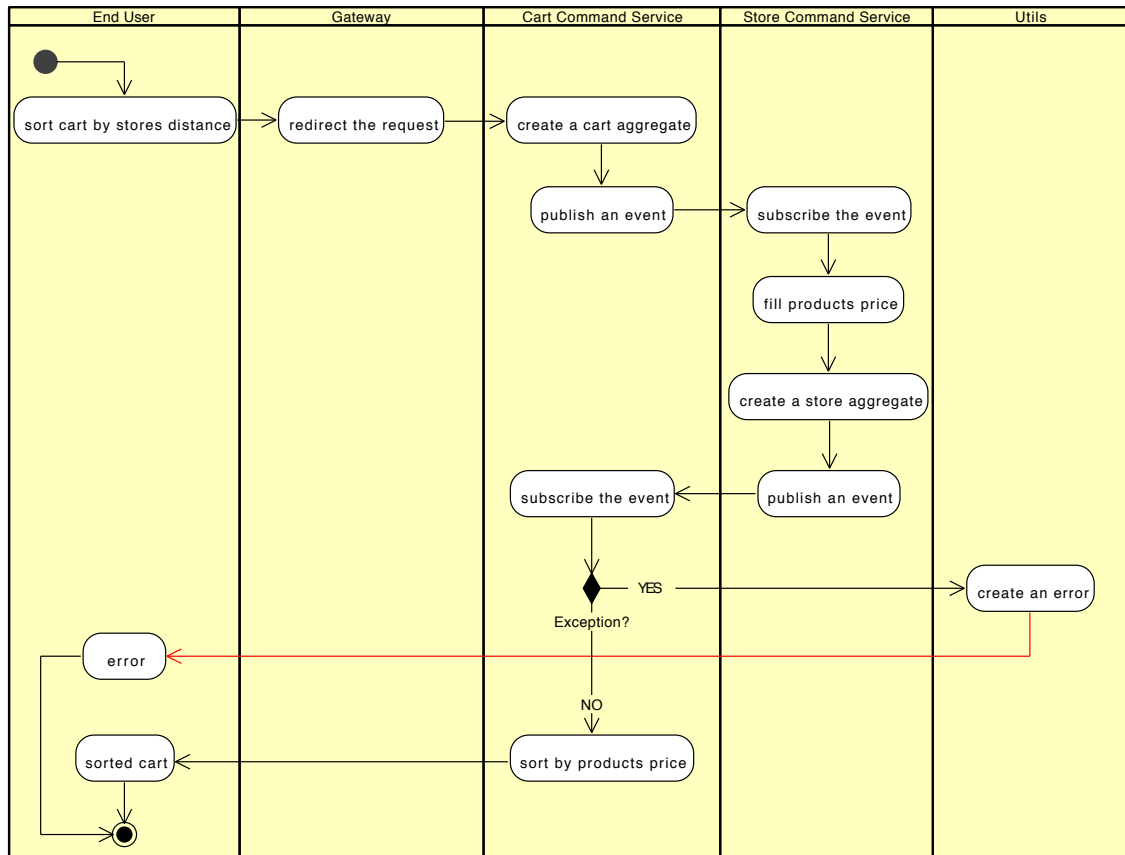 End User
Gateway
Cart Command Service
Store Command Service
Utils
sort cart by stores distance
redirect the request
create a cart aggregate
publish an event
subscribe the event
fill products price
create a store aggregate
subscribe the event
publish an event
YES
create an error
Exception?
error
NO
sorted cart
sort by products price